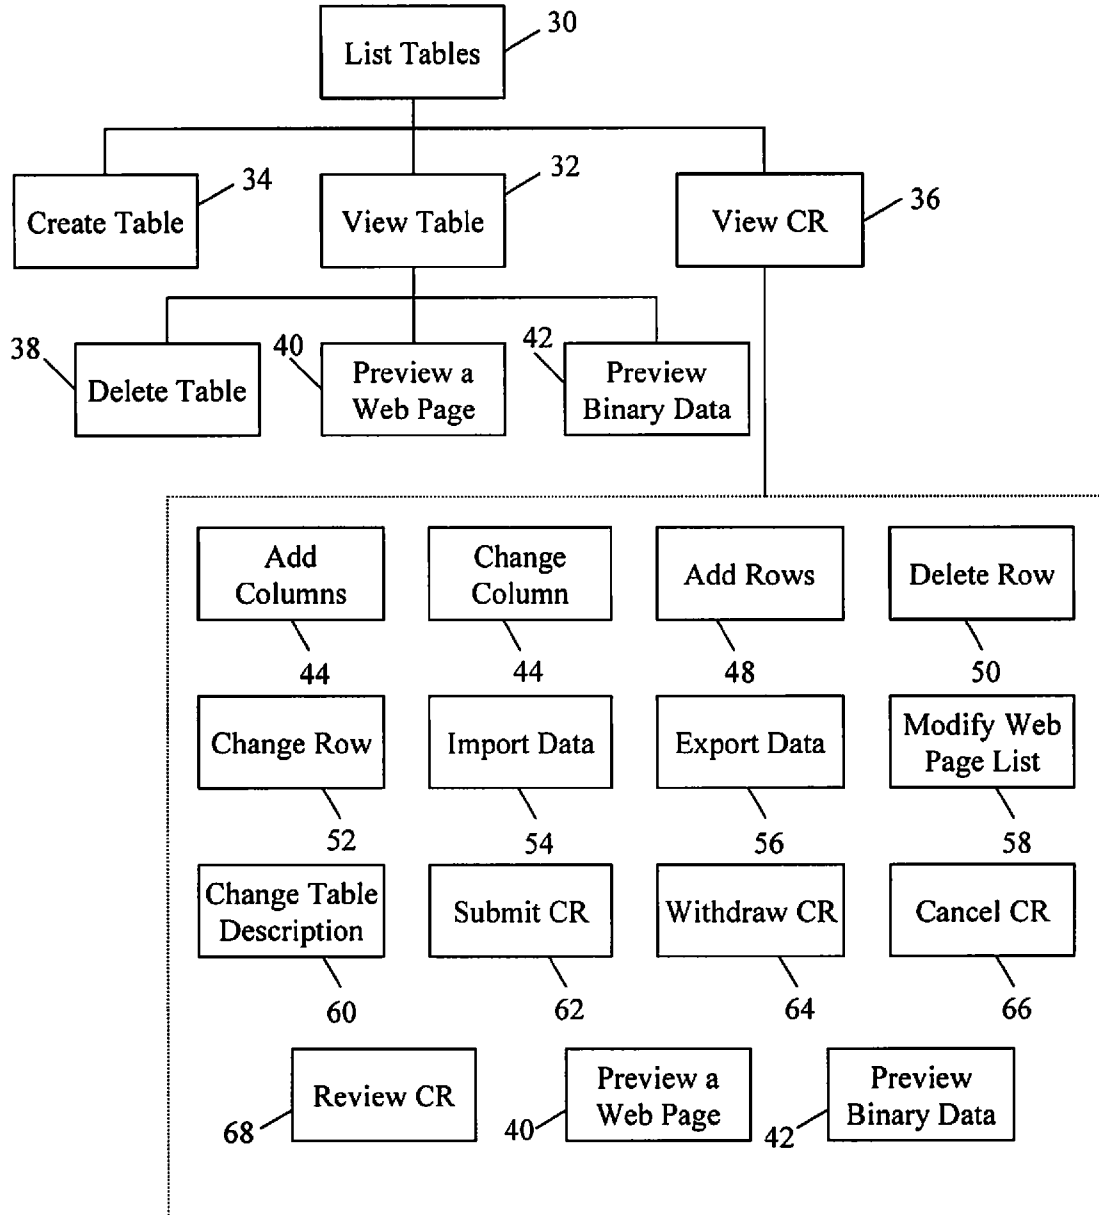 List Tables
30
34
32
36
Create Table
View Table
View CR
38
40
42
Delete Table
Preview a
Web Page
Preview
Binary Data
Add
Columns
Change
Column
Add Rows
Delete Row
44
44
48
50
Change Row
Import Data
Export Data
Modify Web
Page List
52
54
56
58
Change Table
Description
Submit CR
Withdraw CR
Cancel CR
60
62
64
66
Review CR
Preview a
Web Page
Preview
Binary Data
68
40
42